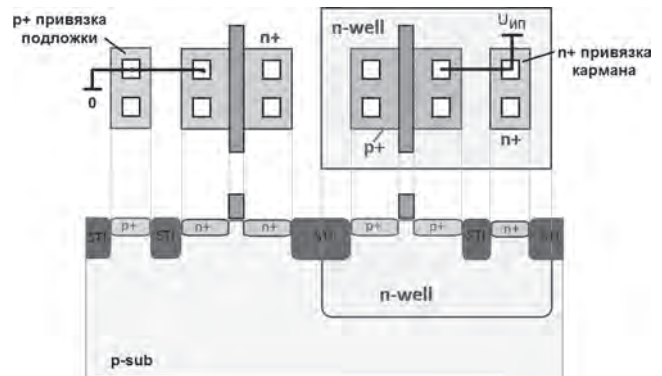 p+ привязка
подложки
n+
n-well
Uип
n+ привязка
кармана
0
p+
n+
STI
p+
STI
n+
n+
STI
p+
p+
STI
n+
STI
n-well
p-sub